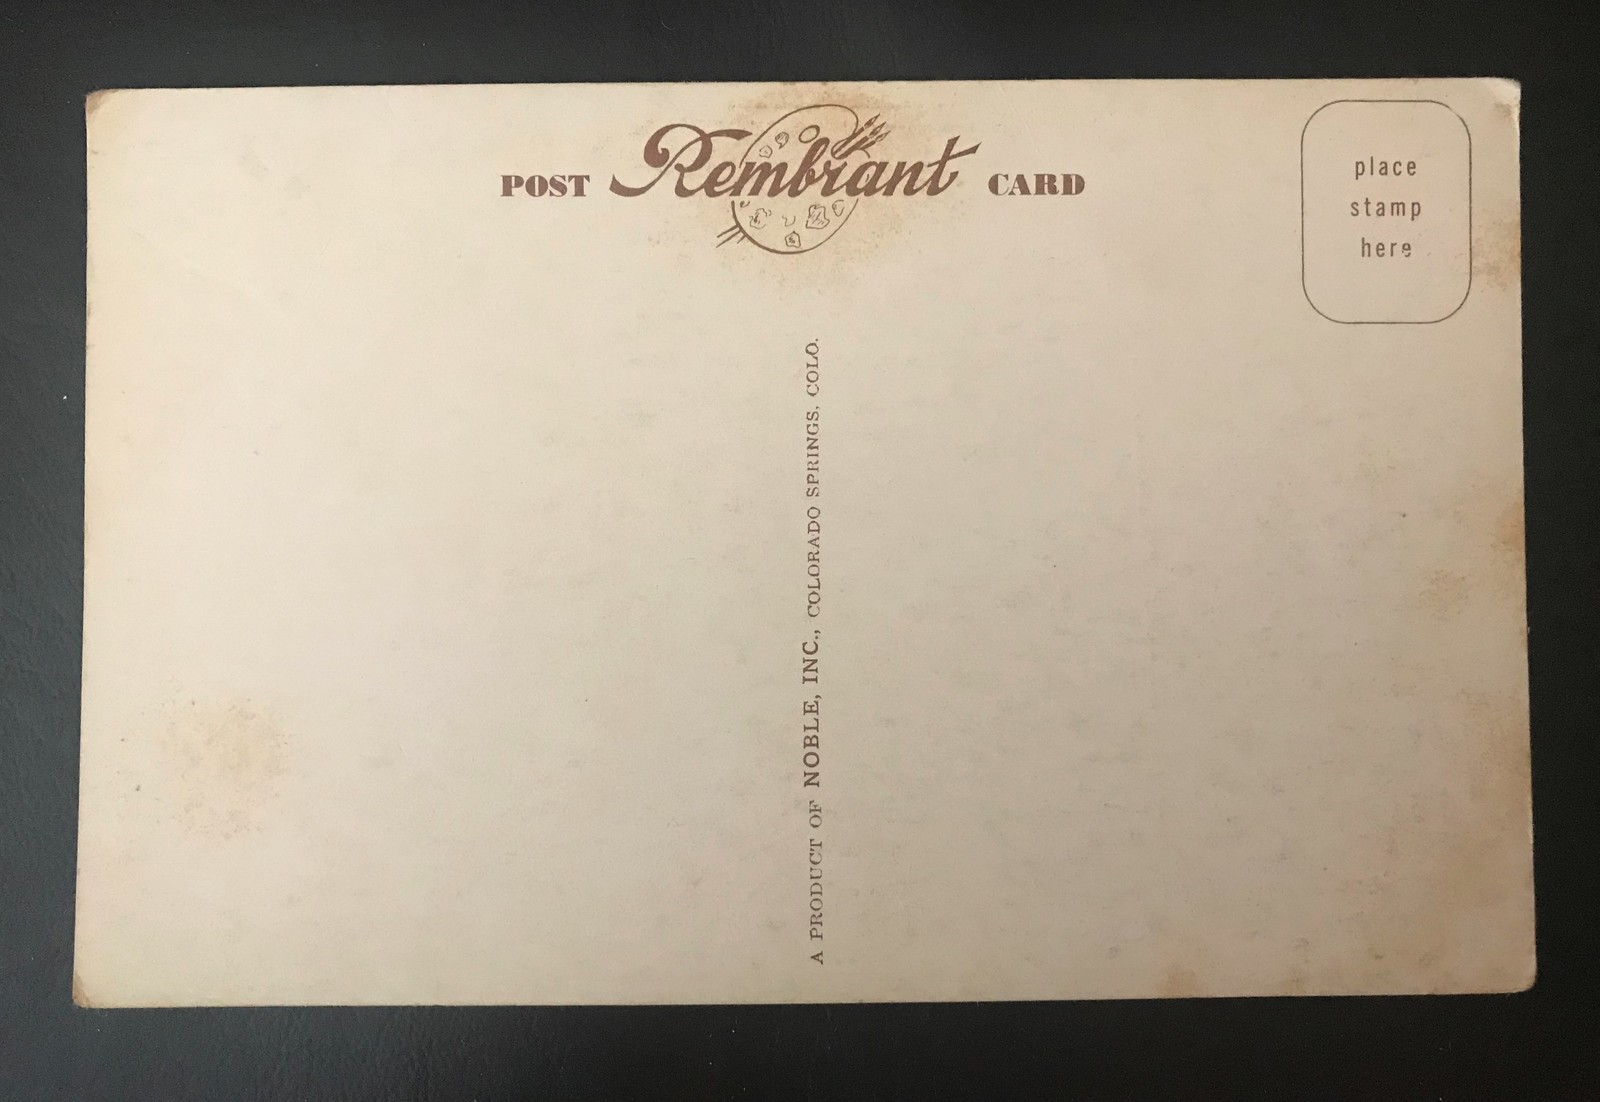 POST Rembrant CARD
place
stamp
here
A PRODUCT OF NOBLE, INC., COLORADO SPRINGS, COLO.